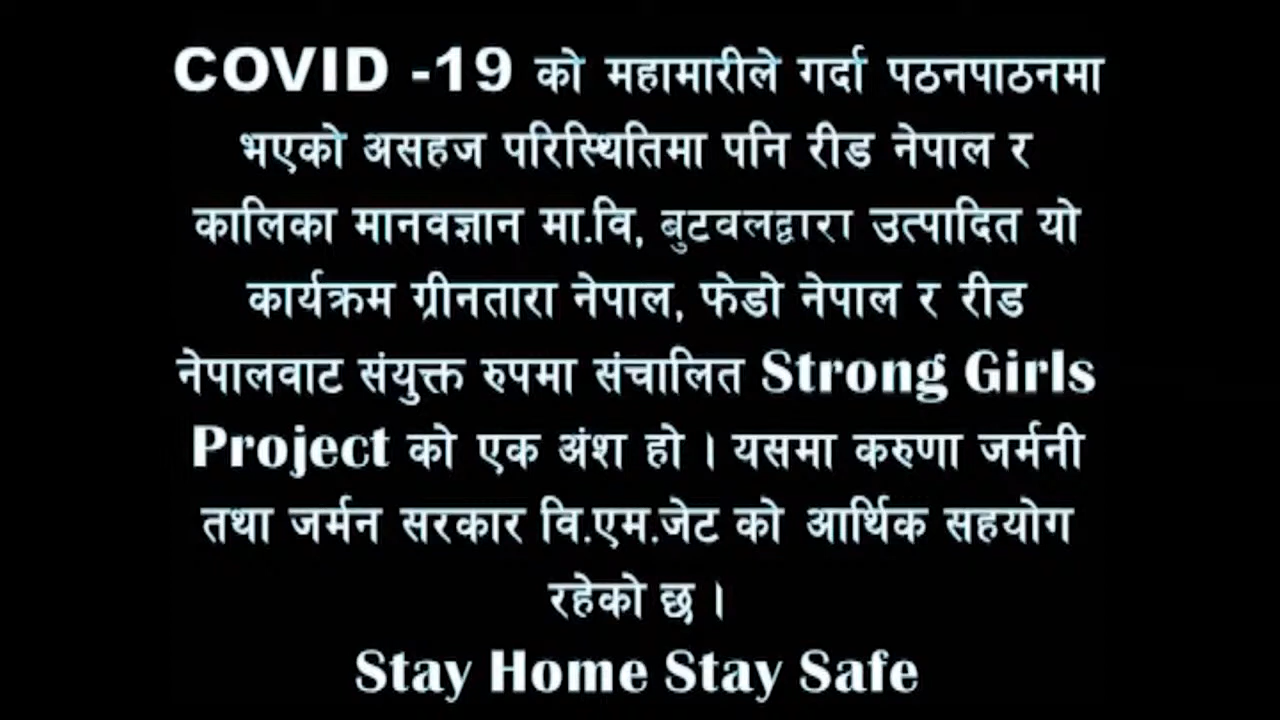 COVID -19 को महामारीले गर्दा पठनपाठनमा
भएको असहज परिस्थितिमा पनि रीड नेपाल र
कालिका मानवज्ञान मा.वि, बुटवलद्वारा उत्पादित यो
कार्यक्रम ग्रीनतारा नेपाल, फेडो नेपाल र रीड
नेपालवाट संयुक्त रुपमा संचालित Strong Girls
Project को एक अंश हो । यसमा करुणा जर्मनी
तथा जर्मन सरकार वि.एम.जेट को आर्थिक सहयोग
रहेको छ ।
Stay Home Stay Safe